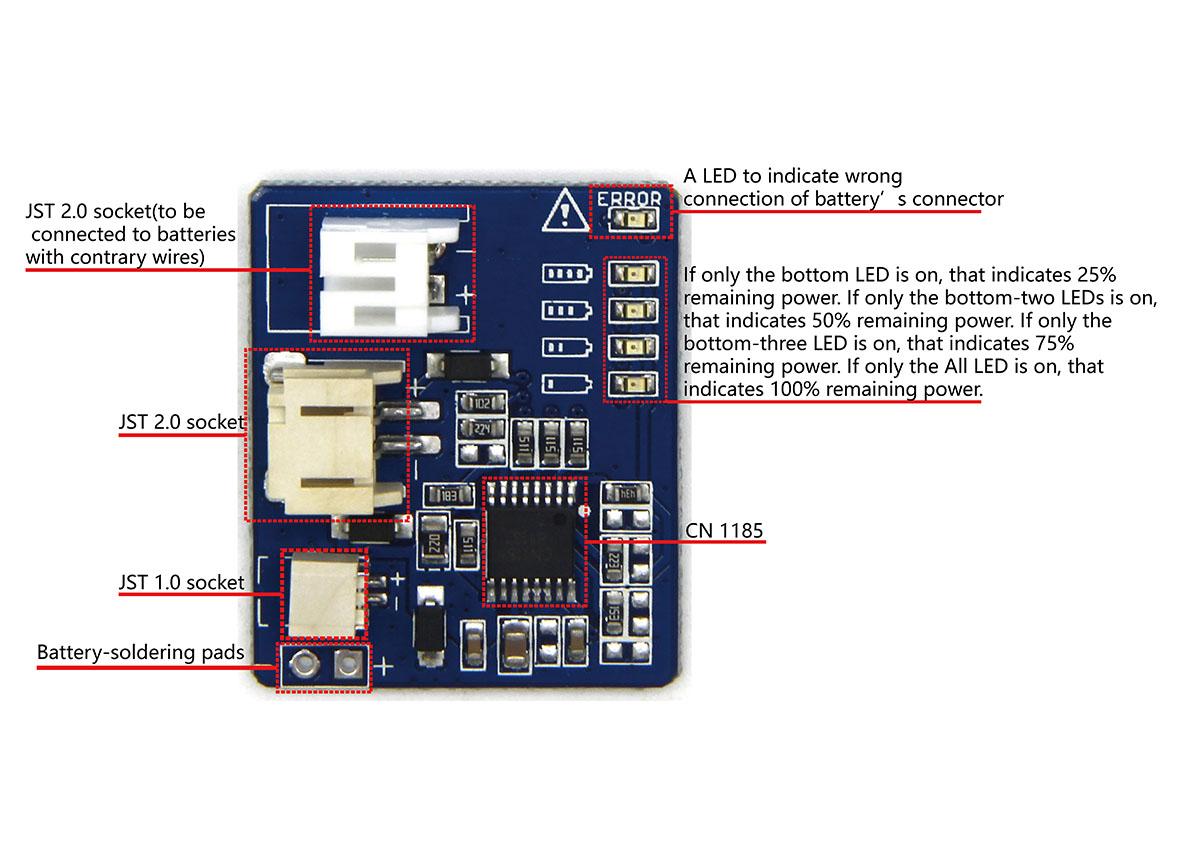 A LED to indicate wrong
connection of battery’s connector
ERROR
JST 2.0 socket(to be
connected to batteries
with contrary wires)
If only the bottom LED is on, that indicates 25%
remaining power. If only the bottom-two LEDs is on,
that indicates 50% remaining power. If only the
bottom-three LED is on, that indicates 75%
remaining power. If only the All LED is on, that
indicates 100% remaining power.
−
+
JST 2.0 socket
+
−
102
224
511
511
511
183
220
511
CN 1185
223
153
JST 1.0 socket
+
−
Battery-soldering pads
+